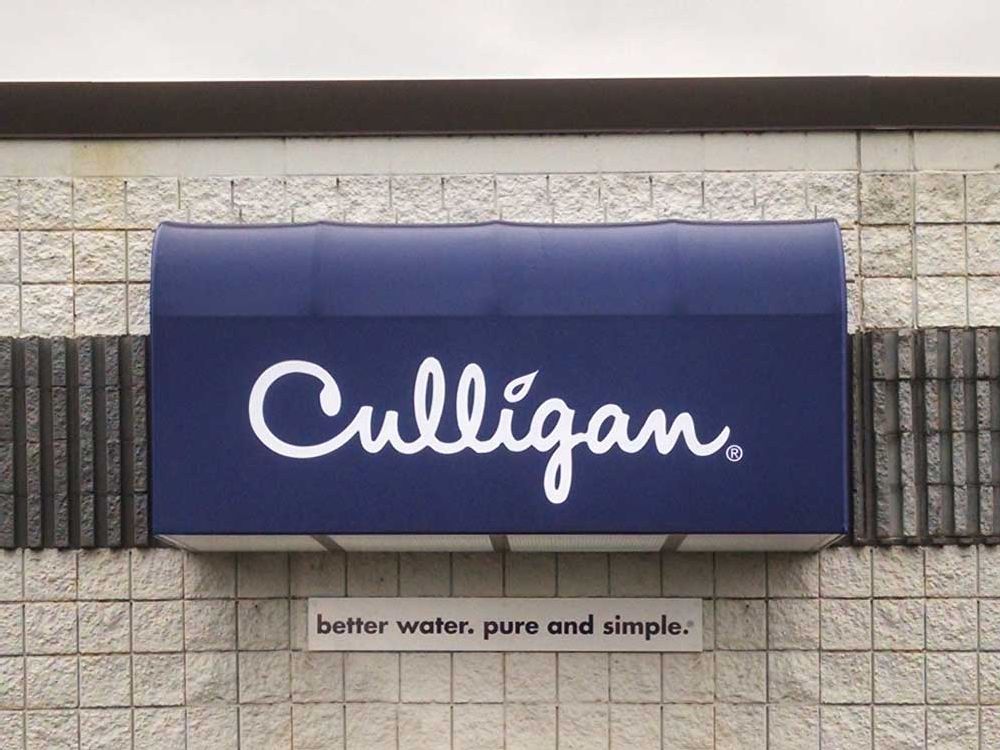 Culligan®
better water. pure and simple.®